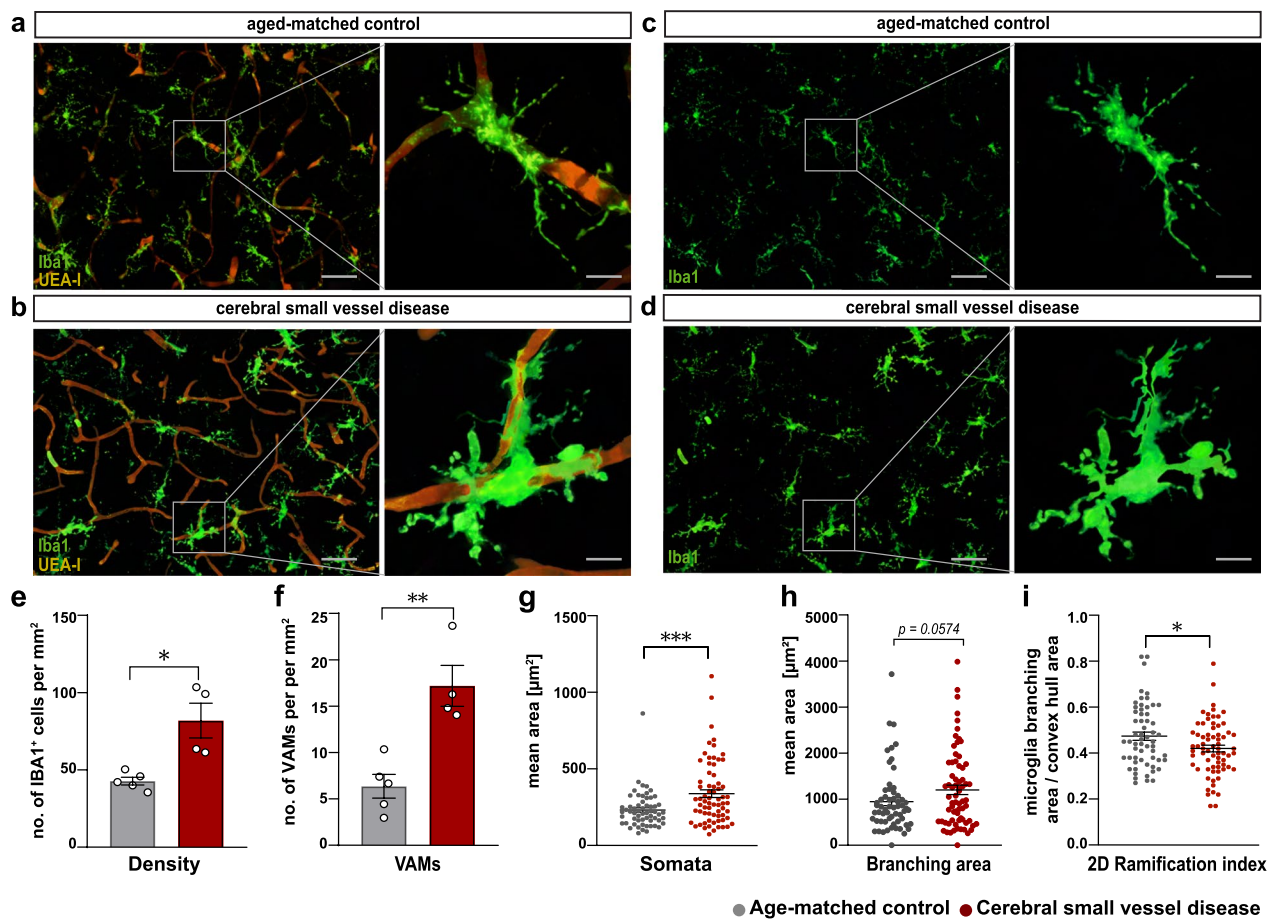 a
aged-matched control
Iba1
UEA-I
b
cerebral small vessel disease
Iba1
UEA-I
c
aged-matched control
Iba1
d
cerebral small vessel disease
Iba1
e
no. of IBA1⁺ cells per mm²
150
100
50
0
*
Density
f
no. of VAMs per per mm²
25
20
15
10
5
0
**
VAMs
g
mean area [µm²]
1500
1000
500
0
***
Somata
h
mean area [µm²]
5000
4000
3000
2000
1000
0
p = 0.0574
Branching area
i
microglia branching
area / convex hull area
1.0
0.8
0.6
0.4
0.2
0.0
*
2D Ramification index
Age-matched control
Cerebral small vessel disease